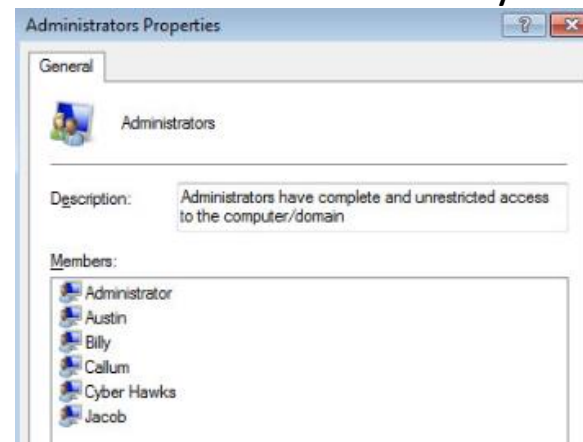 Administrators Properties
General
Administrators
Description:
Administrators have complete and unrestricted access
to the computer/domain
Members:
Administrator
Austin
Billy
Callum
Cyber Hawks
Jacob